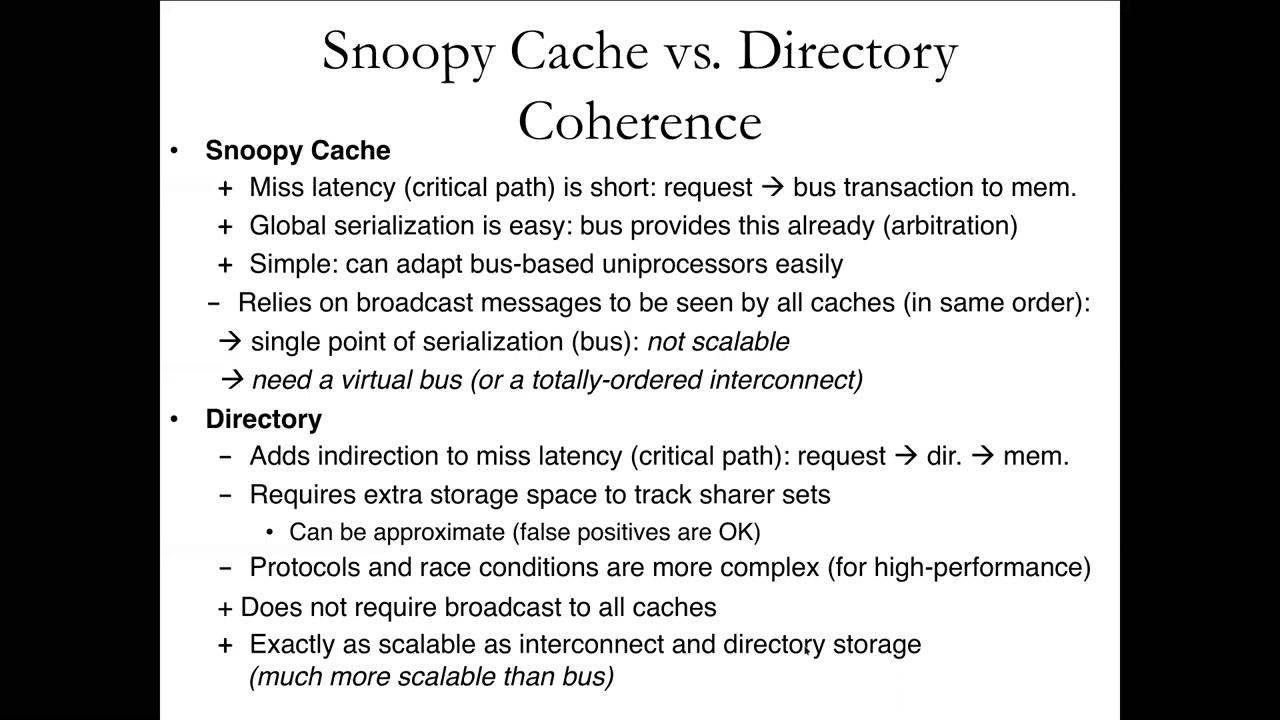 Snoopy Cache vs. Directory
Coherence
• Snoopy Cache
+ Miss latency (critical path) is short: request → bus transaction to mem.
+ Global serialization is easy: bus provides this already (arbitration)
+ Simple: can adapt bus-based uniprocessors easily
– Relies on broadcast messages to be seen by all caches (in same order):
→ single point of serialization (bus): not scalable
→ need a virtual bus (or a totally-ordered interconnect)
• Directory
– Adds indirection to miss latency (critical path): request → dir. → mem.
– Requires extra storage space to track sharer sets
• Can be approximate (false positives are OK)
– Protocols and race conditions are more complex (for high-performance)
+ Does not require broadcast to all caches
+ Exactly as scalable as interconnect and directory storage
(much more scalable than bus)